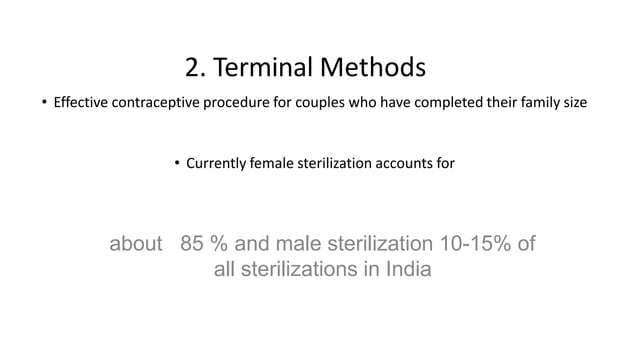 2. Terminal Methods
• Effective contraceptive procedure for couples who have completed their family size
• Currently female sterilization accounts for
about 85 % and male sterilization 10-15% of
all sterilizations in India